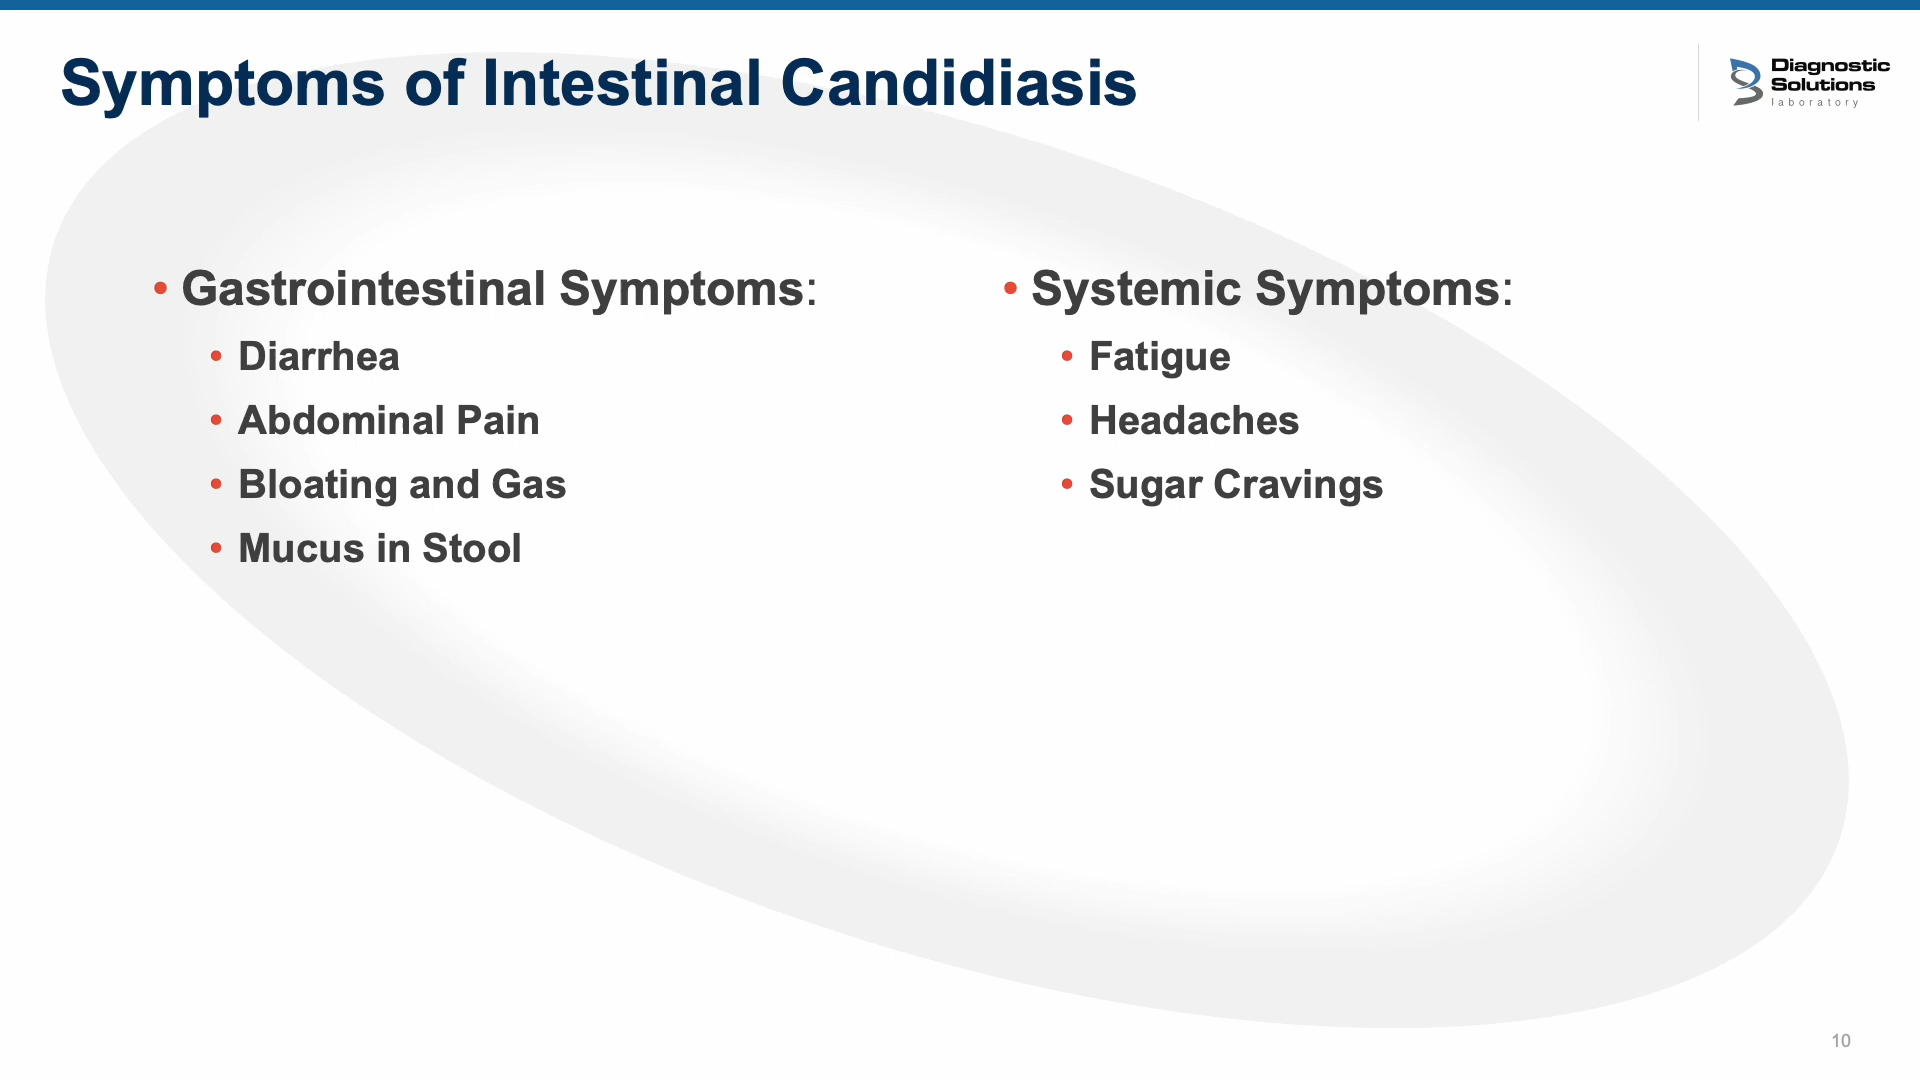 Symptoms of Intestinal Candidiasis
Diagnostic
Solutions
laboratory
• Gastrointestinal Symptoms:
• Diarrhea
• Abdominal Pain
• Bloating and Gas
• Mucus in Stool
• Systemic Symptoms:
• Fatigue
• Headaches
• Sugar Cravings
10